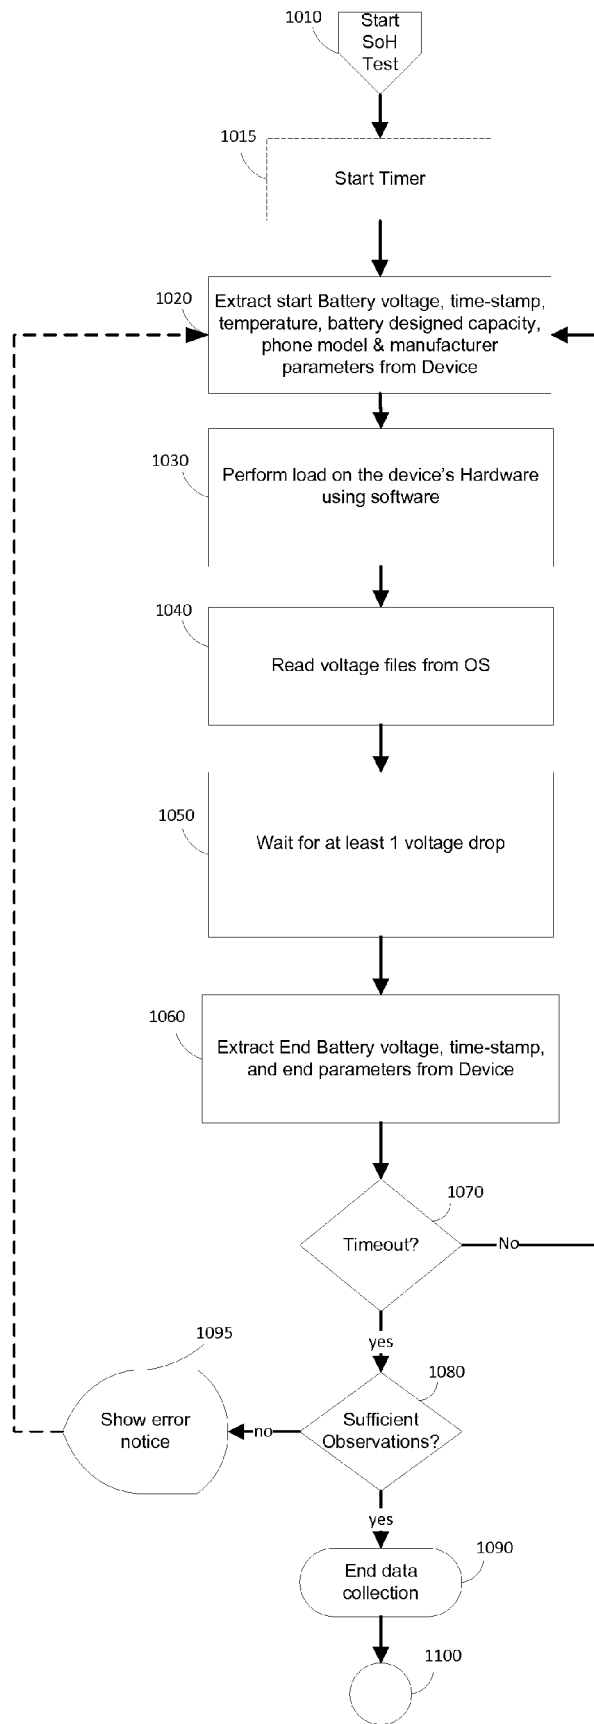 1010
Start
SoH
Test
1015
Start Timer
1020
Extract start Battery voltage, time-stamp,
temperature, battery designed capacity,
phone model & manufacturer
parameters from Device
1030
Perform load on the device's Hardware
using software
1040
Read voltage files from OS
1050
Wait for at least 1 voltage drop
1060
Extract End Battery voltage, time-stamp,
and end parameters from Device
1070
Timeout?
No
yes
1095
1080
Show error
notice
no
Sufficient
Observations?
yes
1090
End data
collection
1100